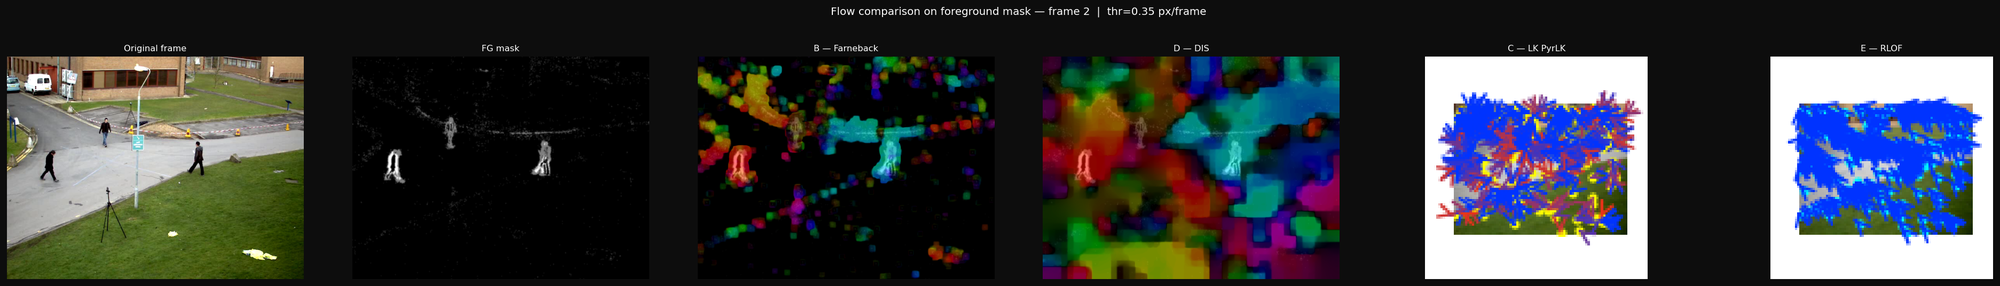 Flow comparison on foreground mask — frame 2 | thr=0.35 px/frame
Original frame
FG mask
B — Farneback
D — DIS
C — LK PyrLK
E — RLOF